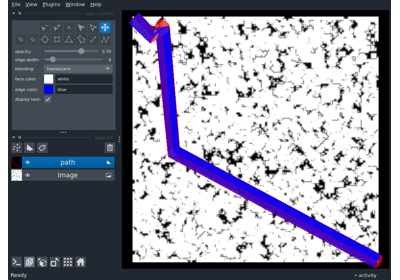 File View Plugins Window Help
opacity: 0.70
edge width: 4
blending: translucent
face color: white
edge color: blue
display text: ✓
path
Image
Ready
activity